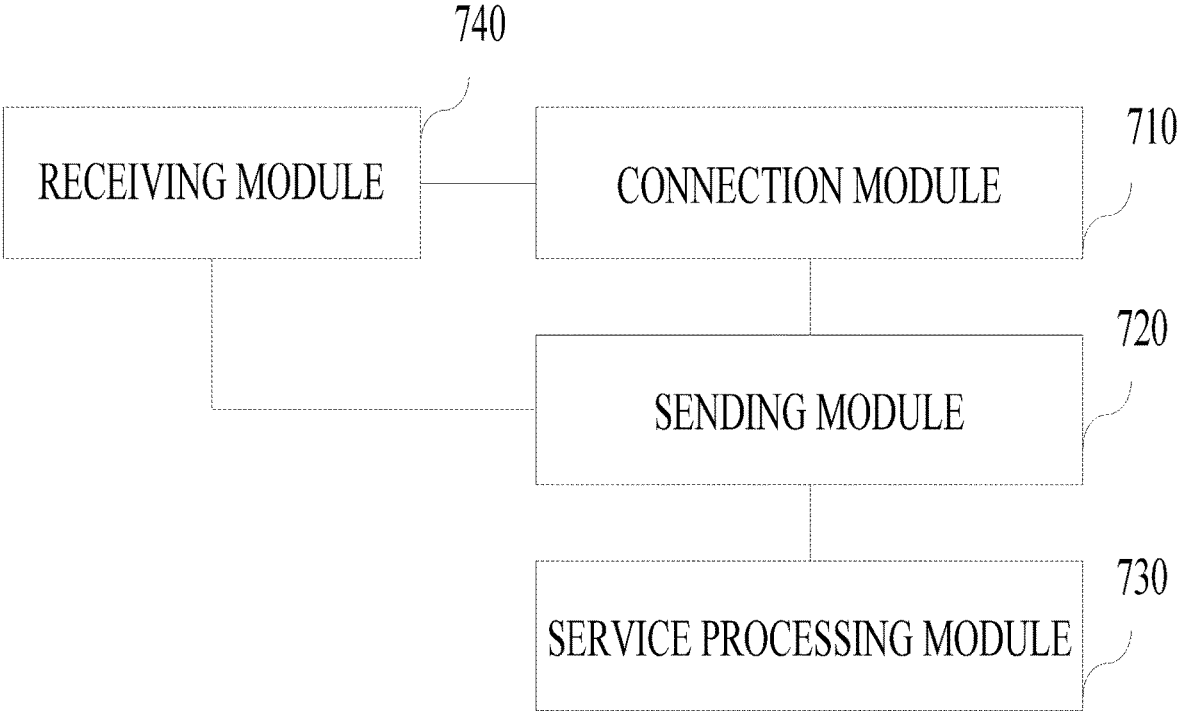 740
RECEIVING MODULE
CONNECTION MODULE
710
SENDING MODULE
720
SERVICE PROCESSING MODULE
730